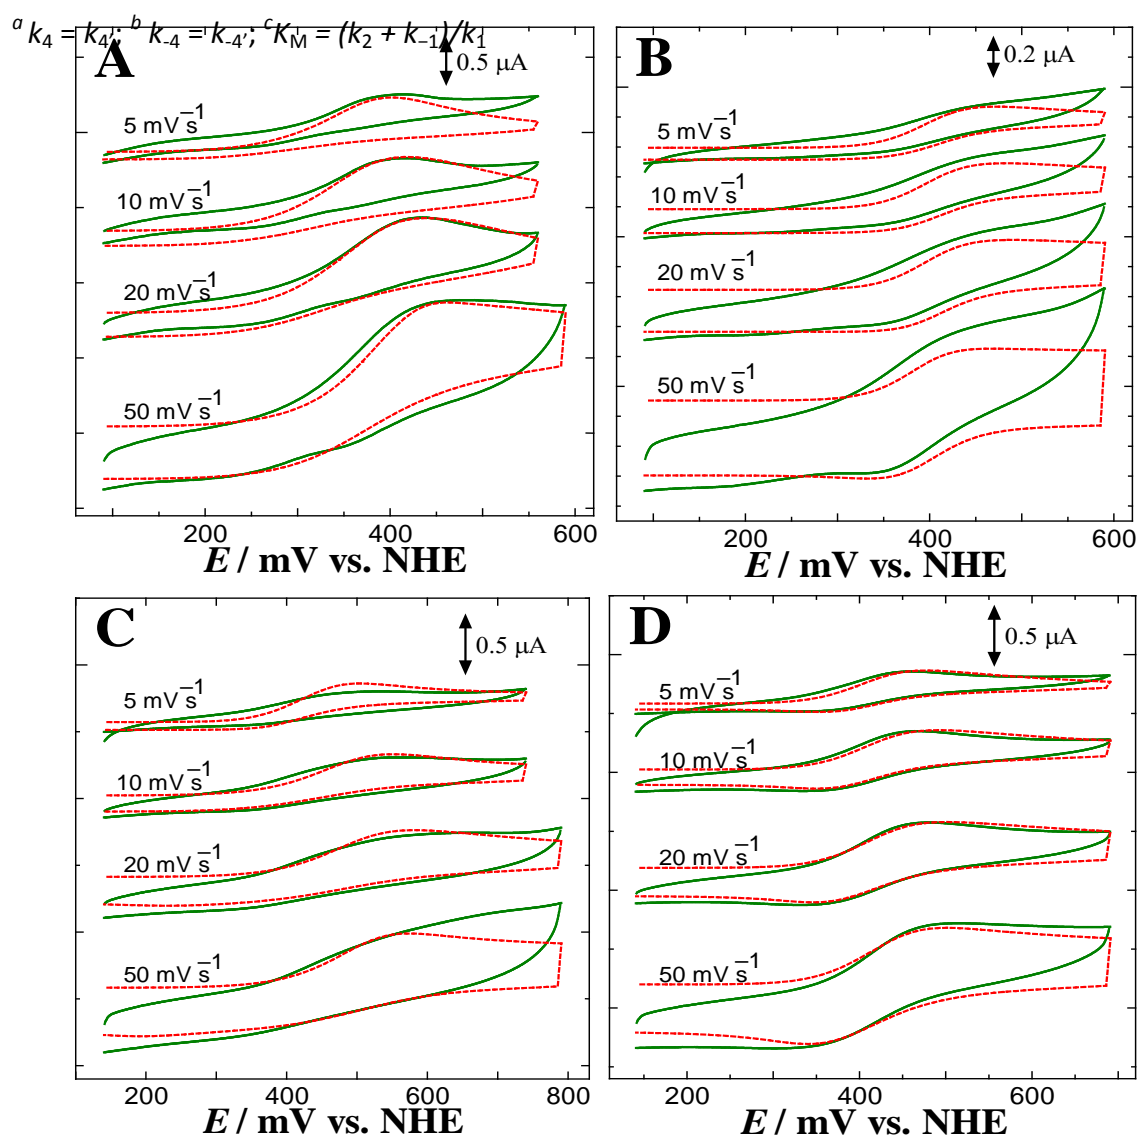 ᵃ k₄ = k₄'; ᵇ k₋₄ = k₋₄'; ᶜK_M = (k₂ + k₋₁)/k₁
A
0.5 µA
5 mV s⁻¹
10 mV s⁻¹
20 mV s⁻¹
50 mV s⁻¹
200 400 600
E / mV vs. NHE
B
0.2 µA
5 mV s⁻¹
10 mV s⁻¹
20 mV s⁻¹
50 mV s⁻¹
200 400 600
E / mV vs. NHE
C
0.5 µA
5 mV s⁻¹
10 mV s⁻¹
20 mV s⁻¹
50 mV s⁻¹
200 400 600 800
E / mV vs. NHE
D
0.5 µA
5 mV s⁻¹
10 mV s⁻¹
20 mV s⁻¹
50 mV s⁻¹
200 400 600
E / mV vs. NHE